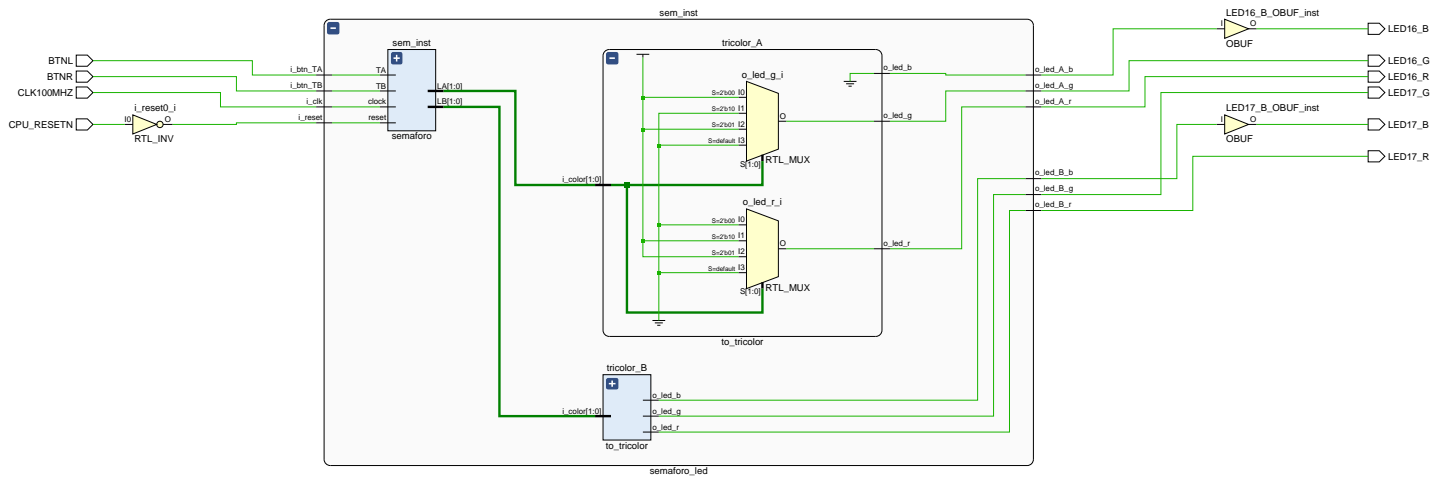 sem_inst
LED16_B_OBUF_inst
I
O
OBUF
LED16_B
LED16_G
LED16_R
LED17_G
LED17_B_OBUF_inst
I
O
OBUF
LED17_B
LED17_R
BTNL
BTNR
CLK100MHZ
CPU_RESETN
i_reset0_i
I0
O
RTL_INV
i_btn_TA
i_btn_TB
i_clk
i_reset
sem_inst
TA
TB
clock
reset
LA[1:0]
LB[1:0]
semaforo
tricolor_A
o_led_g_i
S=2'b00 I0
S=2'b10 I1
S=2'b01 I2
S=default I3
S[1:0]
O
RTL_MUX
i_color[1:0]
o_led_r_i
S=2'b00 I0
S=2'b10 I1
S=2'b01 I2
S=default I3
S[1:0]
O
RTL_MUX
o_led_b
o_led_g
o_led_r
to_tricolor
tricolor_B
i_color[1:0]
o_led_b
o_led_g
o_led_r
to_tricolor
o_led_A_b
o_led_A_g
o_led_A_r
o_led_B_b
o_led_B_g
o_led_B_r
semaforo_led